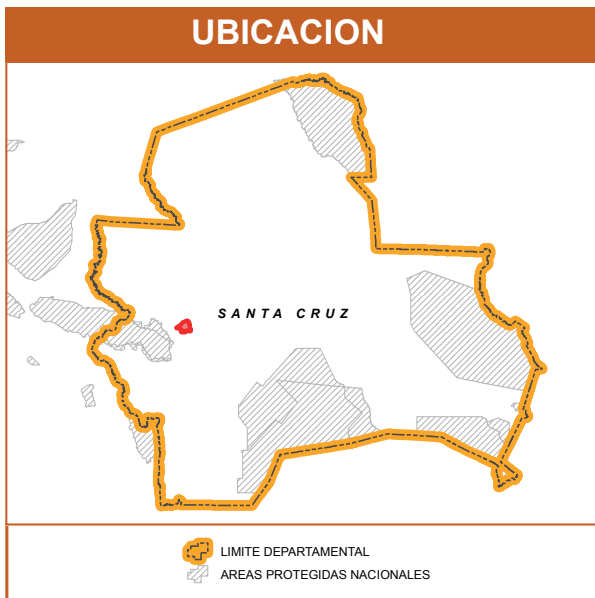 UBICACION
SANTA CRUZ
LIMITE DEPARTAMENTAL
AREAS PROTEGIDAS NACIONALES